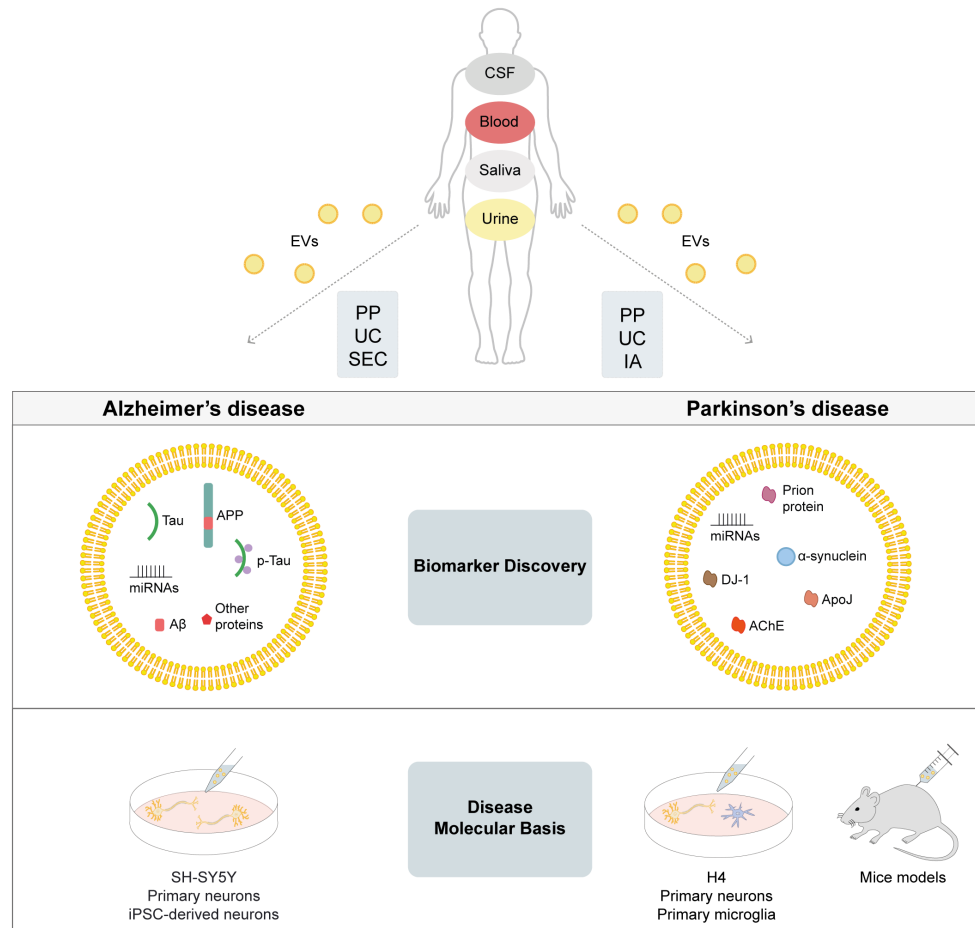 CSF
Blood
Saliva
Urine
EVs
EVs
PP
UC
SEC
PP
UC
IA
Alzheimer's disease
Parkinson's disease
Tau
APP
p-Tau
miRNAs
Aβ
Other
proteins
Biomarker Discovery
Prion
protein
miRNAs
α-synuclein
DJ-1
ApoJ
AChE
SH-SY5Y
Primary neurons
iPSC-derived neurons
Disease
Molecular Basis
H4
Primary neurons
Primary microglia
Mice models